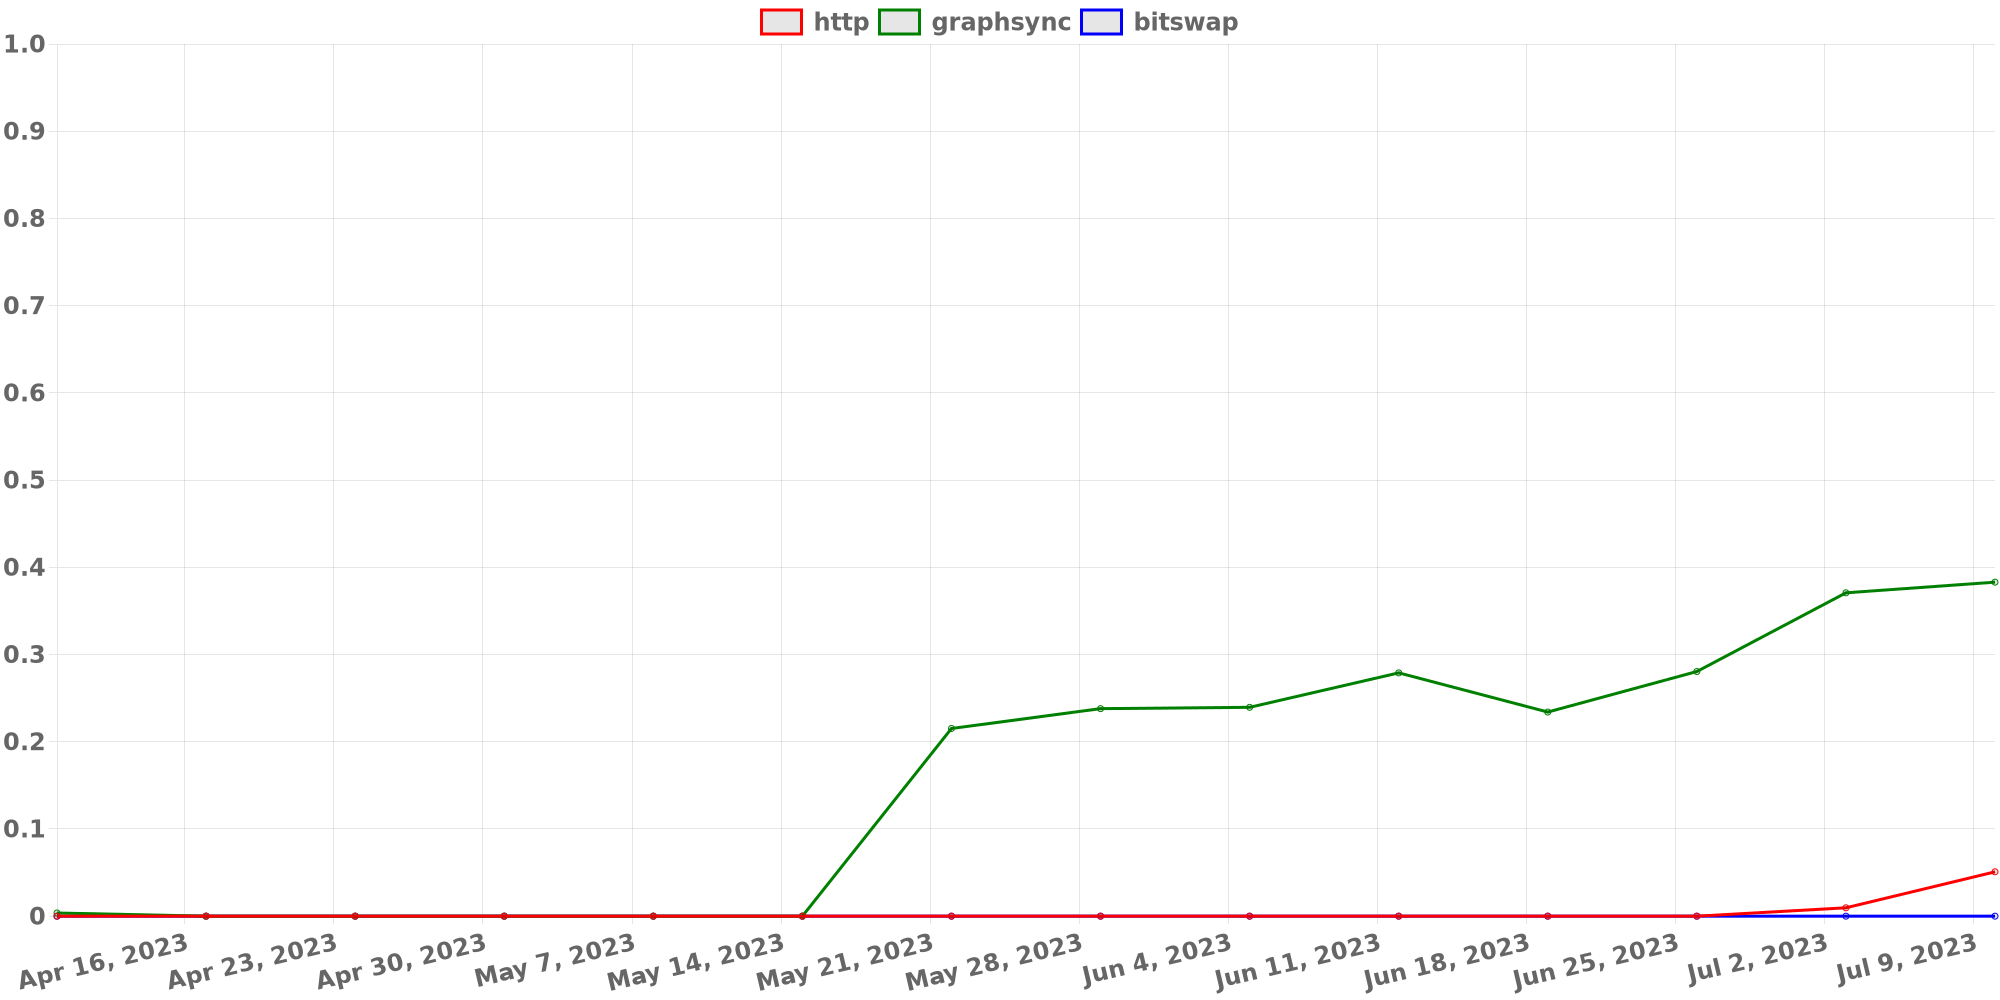 http graphsync bitswap
1.0
0.9
0.8
0.7
0.6
0.5
0.4
0.3
0.2
0.1
0
Apr 16, 2023
Apr 23, 2023
Apr 30, 2023
May 7, 2023
May 14, 2023
May 21, 2023
May 28, 2023
Jun 4, 2023
Jun 11, 2023
Jun 18, 2023
Jun 25, 2023
Jul 2, 2023
Jul 9, 2023